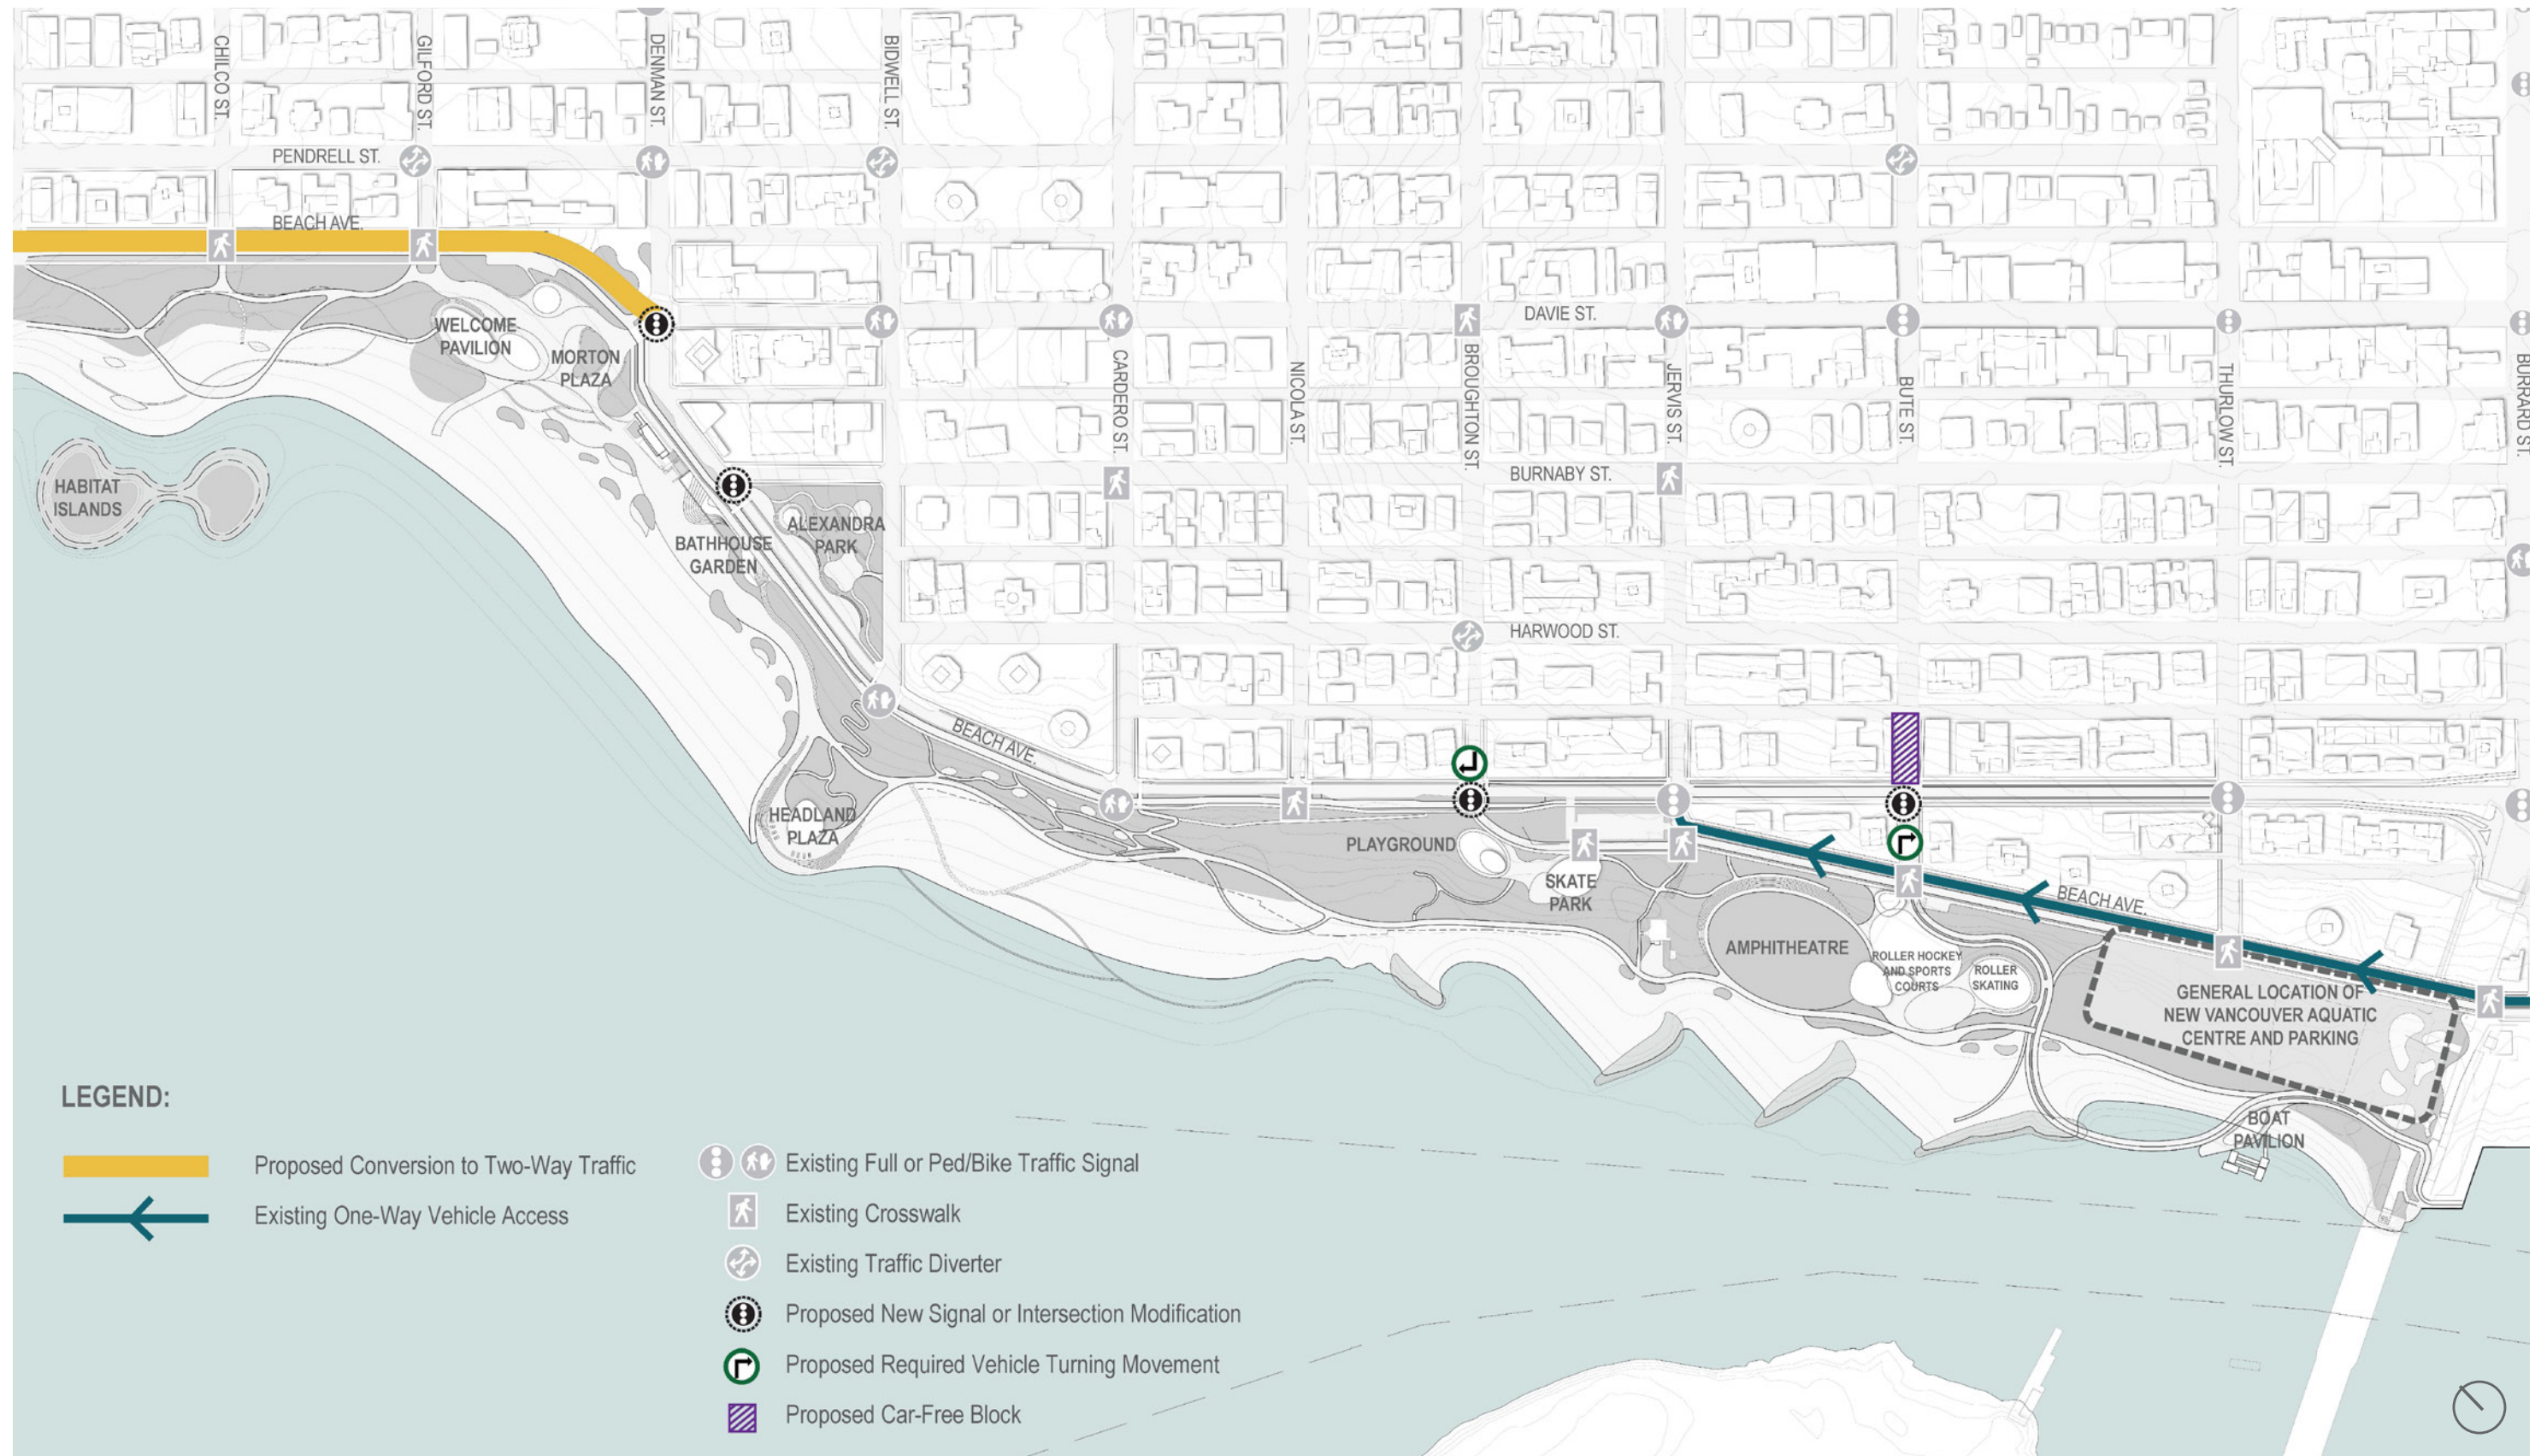 CHILCO ST.
GILFORD ST.
DENMAN ST.
BIDWELL ST.
PENDRELL ST.
BEACH AVE.
WELCOME
PAVILION
MORTON
PLAZA
HABITAT
ISLANDS
BATHHOUSE
GARDEN
ALEXANDRA
PARK
CARDERO ST.
NICOLA ST.
BROUGHTON ST.
DAVIE ST.
JERVIS ST.
BUTE ST.
THURLOW ST.
BURRARD ST.
BURNABY ST.
HARWOOD ST.
BEACH AVE.
HEADLAND
PLAZA
PLAYGROUND
SKATE
PARK
AMPHITHEATRE
ROLLER HOCKEY
AND SPORTS
COURTS
ROLLER
SKATING
BEACH AVE.
GENERAL LOCATION OF
NEW VANCOUVER AQUATIC
CENTRE AND PARKING
BOAT
PAVILION
LEGEND:
Proposed Conversion to Two-Way Traffic
Existing One-Way Vehicle Access
Existing Full or Ped/Bike Traffic Signal
Existing Crosswalk
Existing Traffic Diverter
Proposed New Signal or Intersection Modification
Proposed Required Vehicle Turning Movement
Proposed Car-Free Block